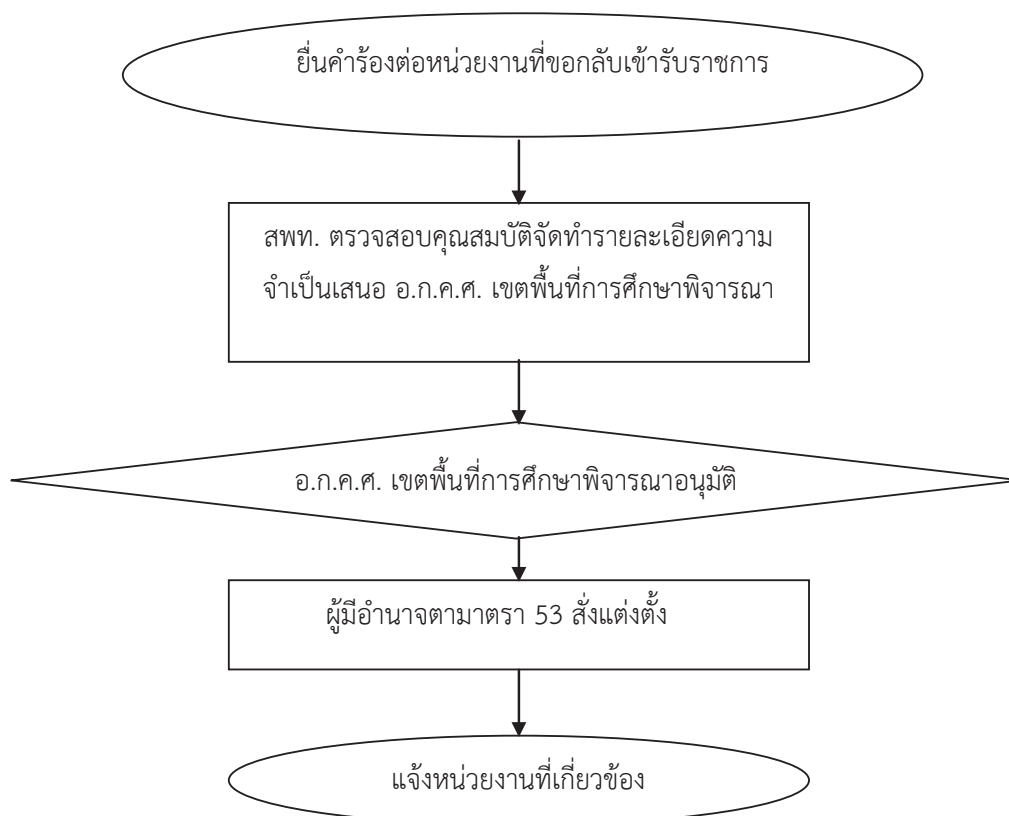 ยื่นคำร้องต่อหน่วยงานที่ขอกลับเข้ารับราชการ
สพท. ตรวจสอบคุณสมบัติจัดทำรายละเอียดความ
จำเป็นเสนอ อ.ก.ค.ศ. เขตพื้นที่การศึกษาพิจารณา
อ.ก.ค.ศ. เขตพื้นที่การศึกษาพิจารณาอนุมัติ
ผู้มีอำนาจตามาตรา 53 สั่งแต่งตั้ง
แจ้งหน่วยงานที่เกี่ยวข้อง